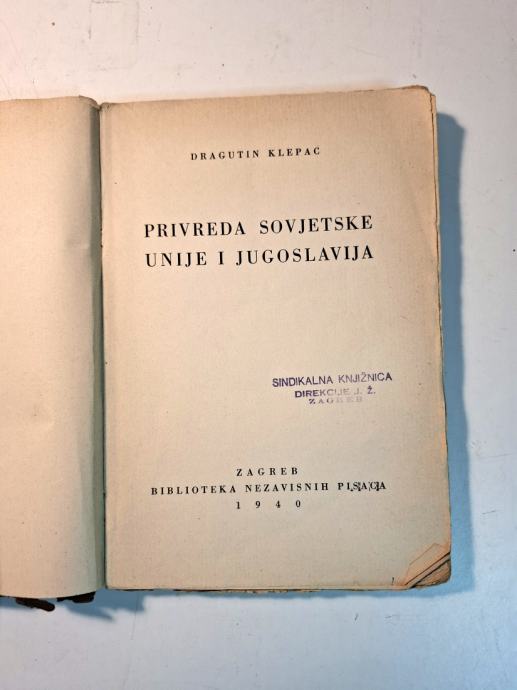 DRAGUTIN KLEPAC
PRIVREDA SOVJETSKE
UNIJE I JUGOSLAVIJA
SINDIKALNA KNJIŽNICA
DIREKCIJE J. Ž.
ZAGREB
ZAGREB
BIBLIOTEKA NEZAVISNIH PISACA
1940